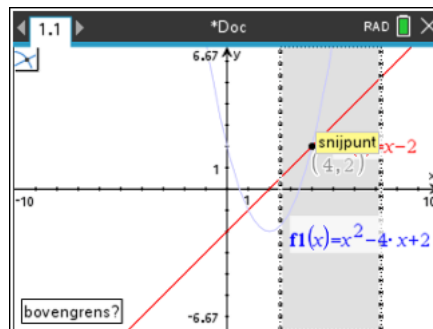 1.1
*Doc
RAD
6.67
y
snijpunt
=x-2
(4,2)
1
x
-10
1
10
f1(x)=x²-4·x+2
bovengrens?
-6.67